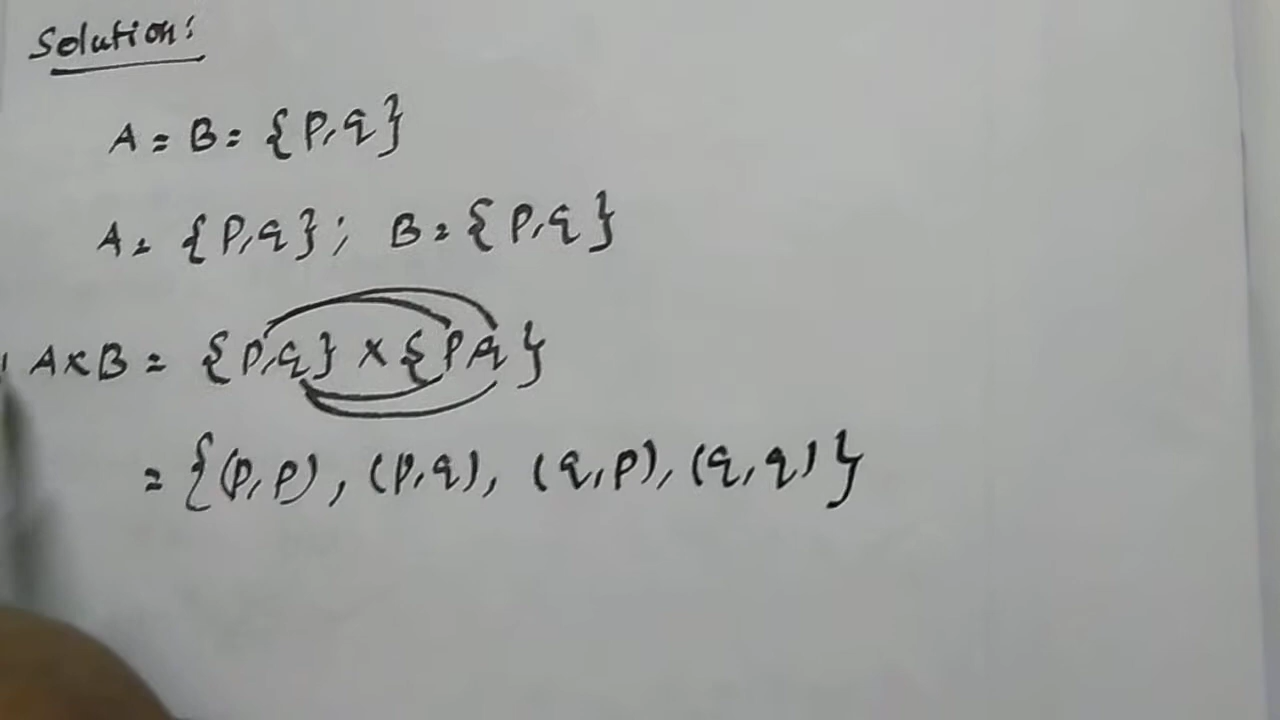 Solution:
A = B = {P,q}
A = {P,q}; B = {P,q}
A×B = {P,q} × {P q}
= {(P,P), (P,q), (q,P), (q,q)}